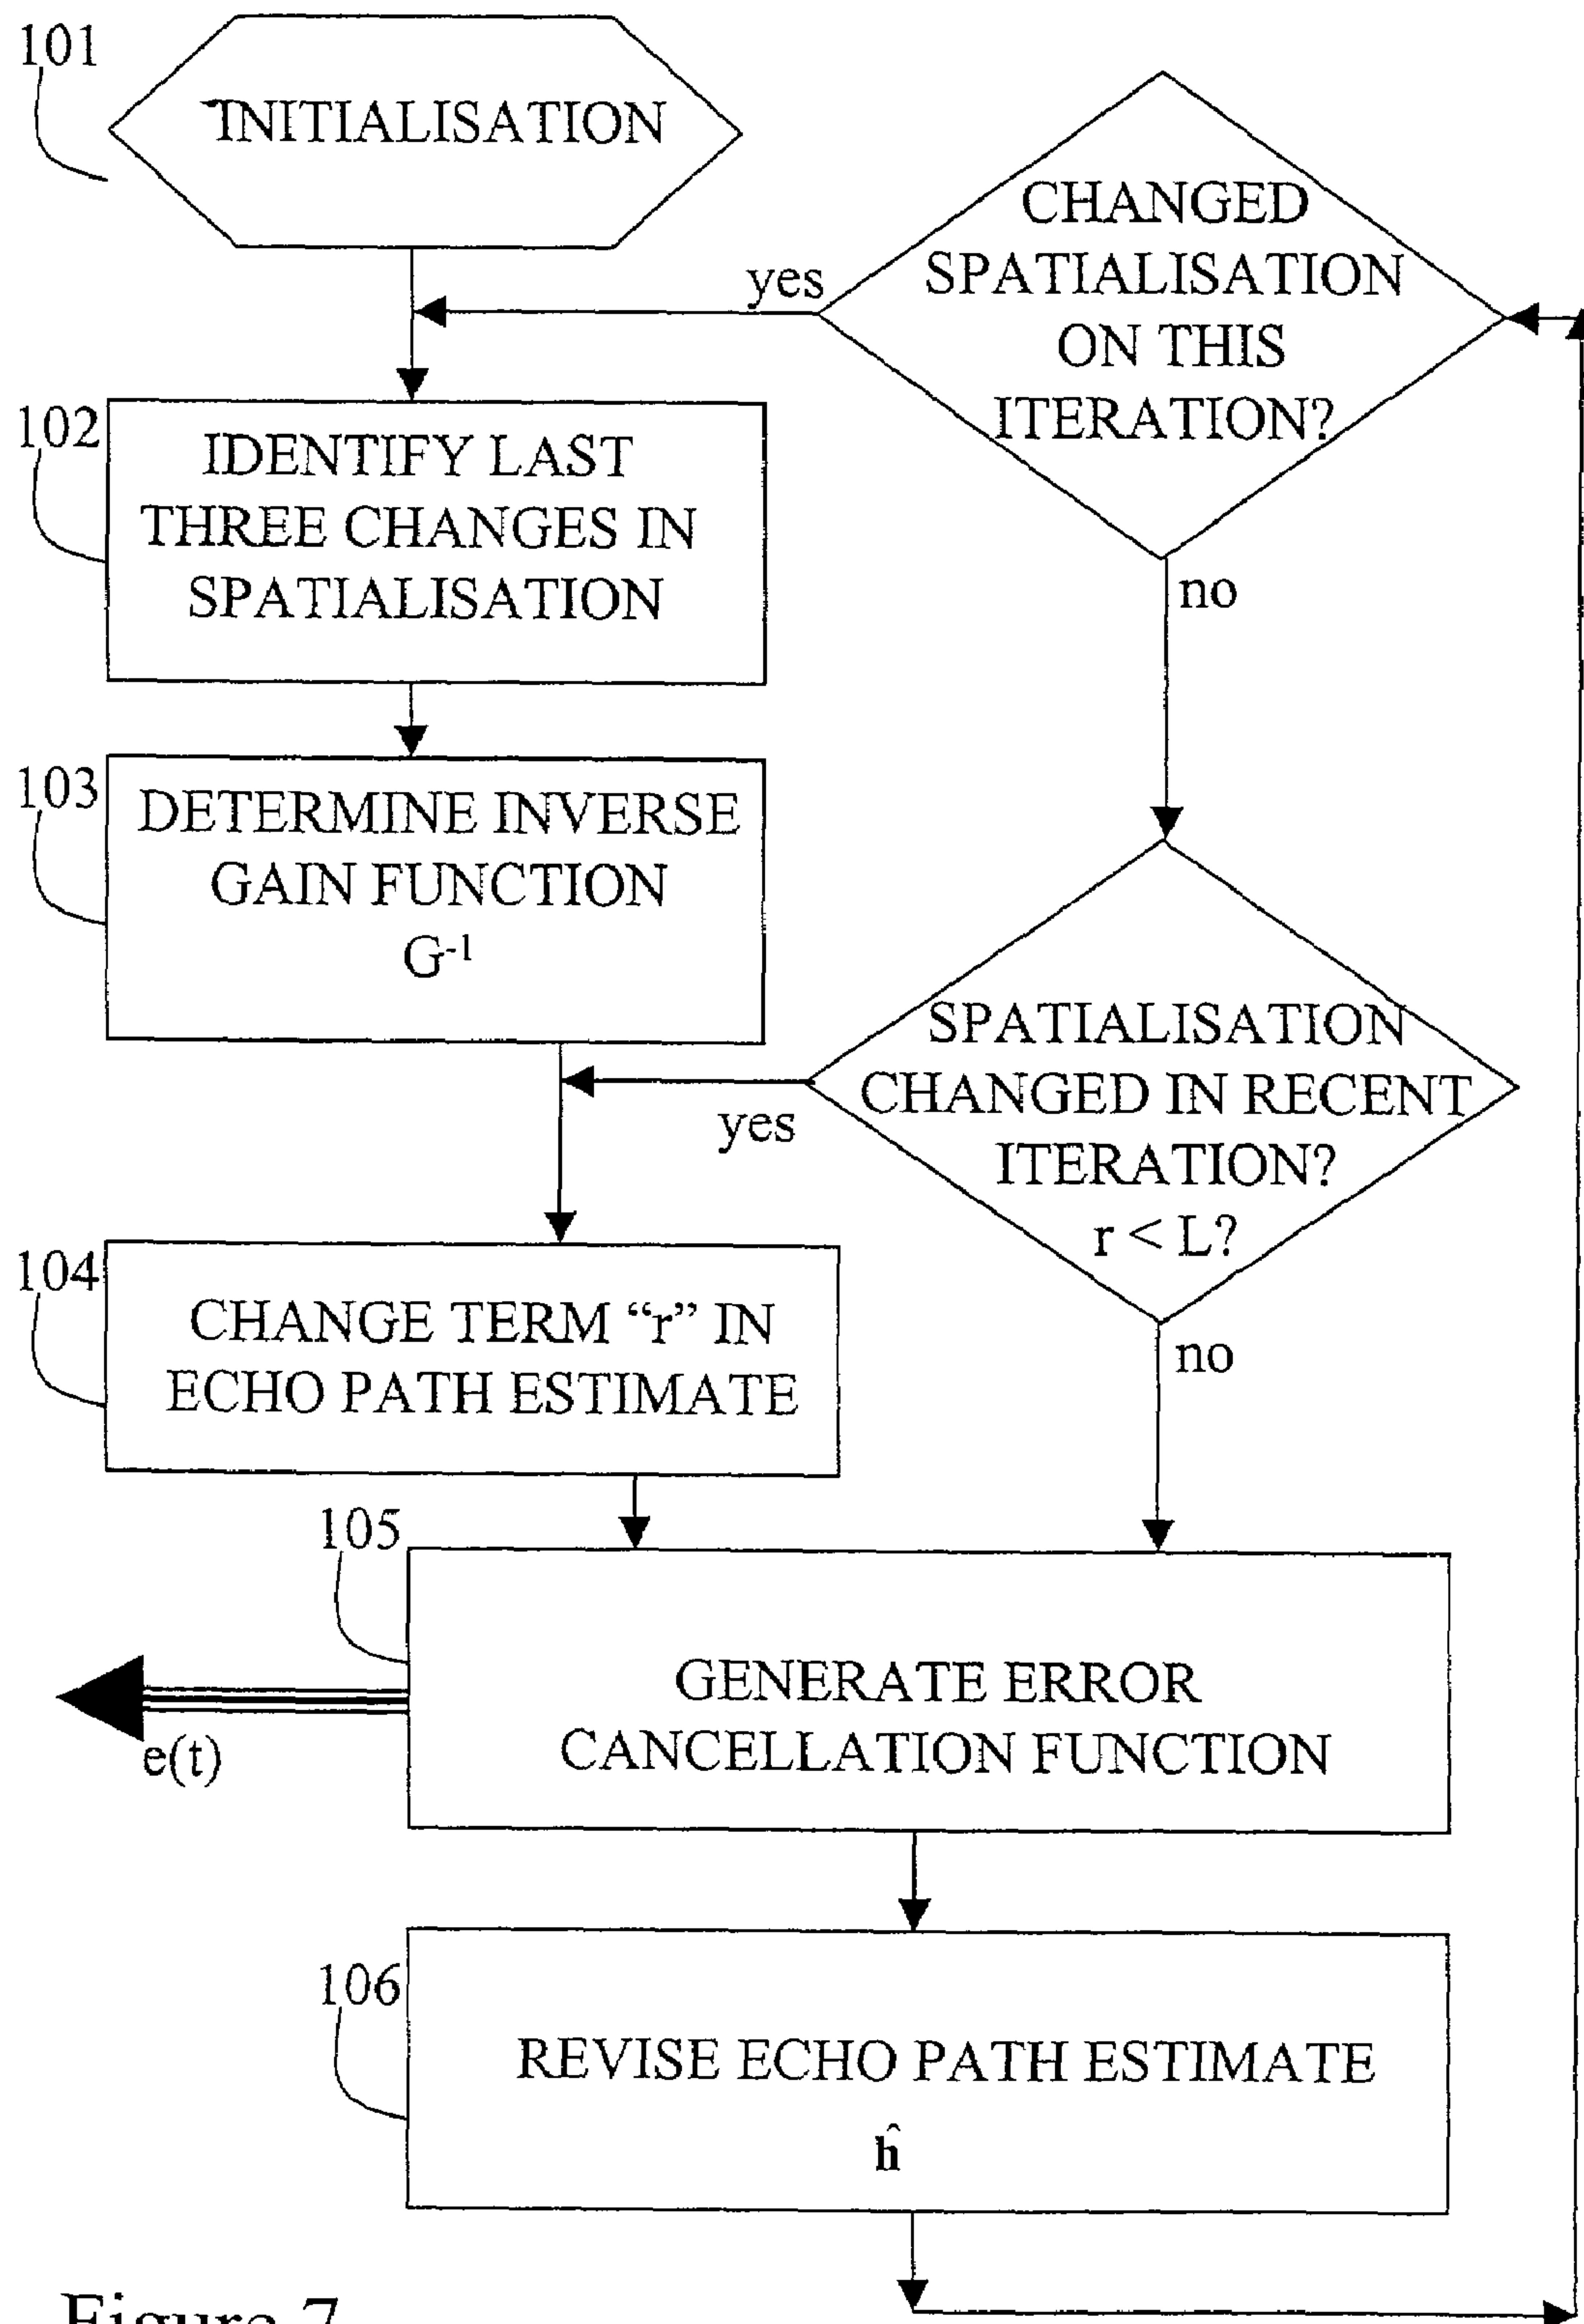 101
INITIALISATION
CHANGED
SPATIALISATION
ON THIS
ITERATION?
yes
no
102
IDENTIFY LAST
THREE CHANGES IN
SPATIALISATION
103
DETERMINE INVERSE
GAIN FUNCTION
G⁻¹
SPATIALISATION
CHANGED IN RECENT
ITERATION?
r < L?
yes
no
104
CHANGE TERM “r” IN
ECHO PATH ESTIMATE
105
GENERATE ERROR
CANCELLATION FUNCTION
e(t)
106
REVISE ECHO PATH ESTIMATE
ĥ
Figure 7